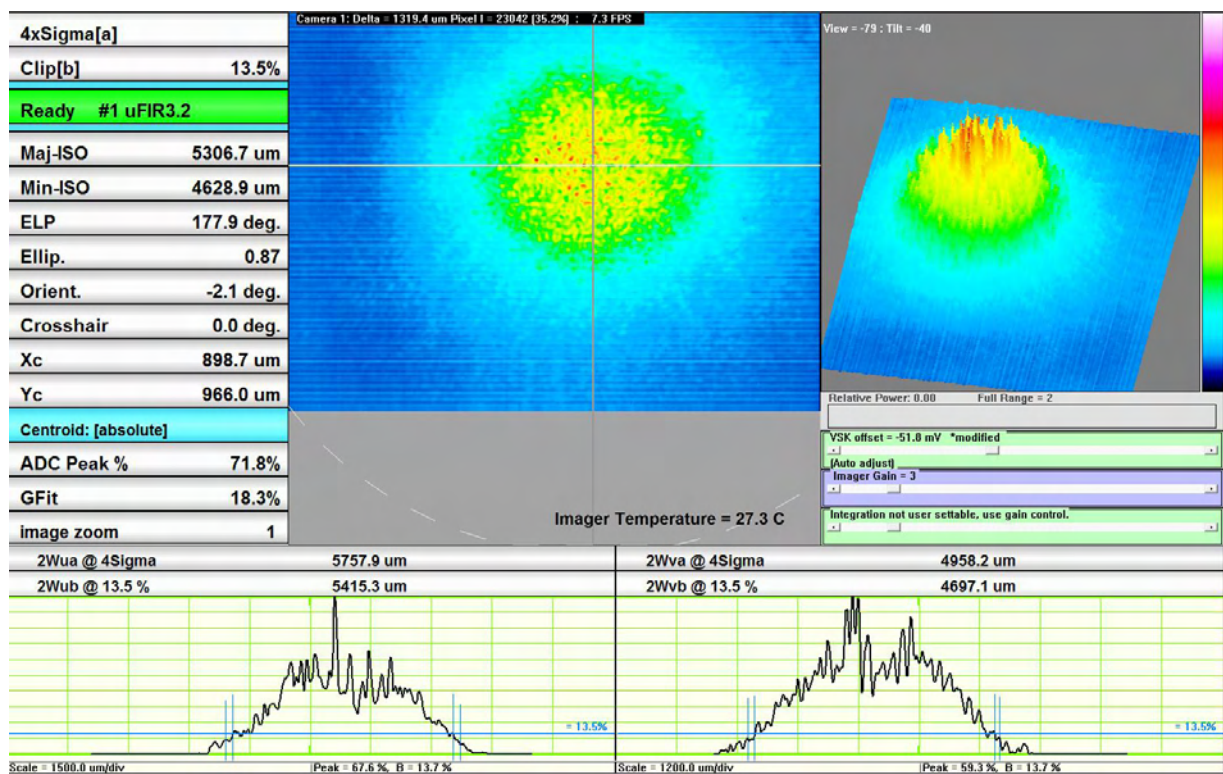 4xSigma[a]
Clip[b] 13.5%
Ready #1 uFIR3.2
Maj-ISO 5306.7 um
Min-ISO 4628.9 um
ELP 177.9 deg.
Ellip. 0.87
Orient. -2.1 deg.
Crosshair 0.0 deg.
Xc 898.7 um
Yc 966.0 um
Centroid: [absolute]
ADC Peak % 71.8%
GFit 18.3%
image zoom 1
Camera 1: Delta = 1319.4 um Pixel I = 23042 [35.2%] : 7.3 FPS
Imager Temperature = 27.3 C
View = -79 : Tilt = -40
Relative Power: 0.00 Full Range = 2
VSK offset = -51.8 mV *modified
(Auto adjust)
Imager Gain = 3
Integration not user settable, use gain control.
2Wua @ 4Sigma 5757.9 um
2Wub @ 13.5 % 5415.3 um
2Wva @ 4Sigma 4958.2 um
2Wvb @ 13.5 % 4697.1 um
= 13.5%
Scale = 1500.0 um/div Peak = 67.6 %, B = 13.7 %
= 13.5%
Scale = 1200.0 um/div Peak = 59.3 %, B = 13.7 %